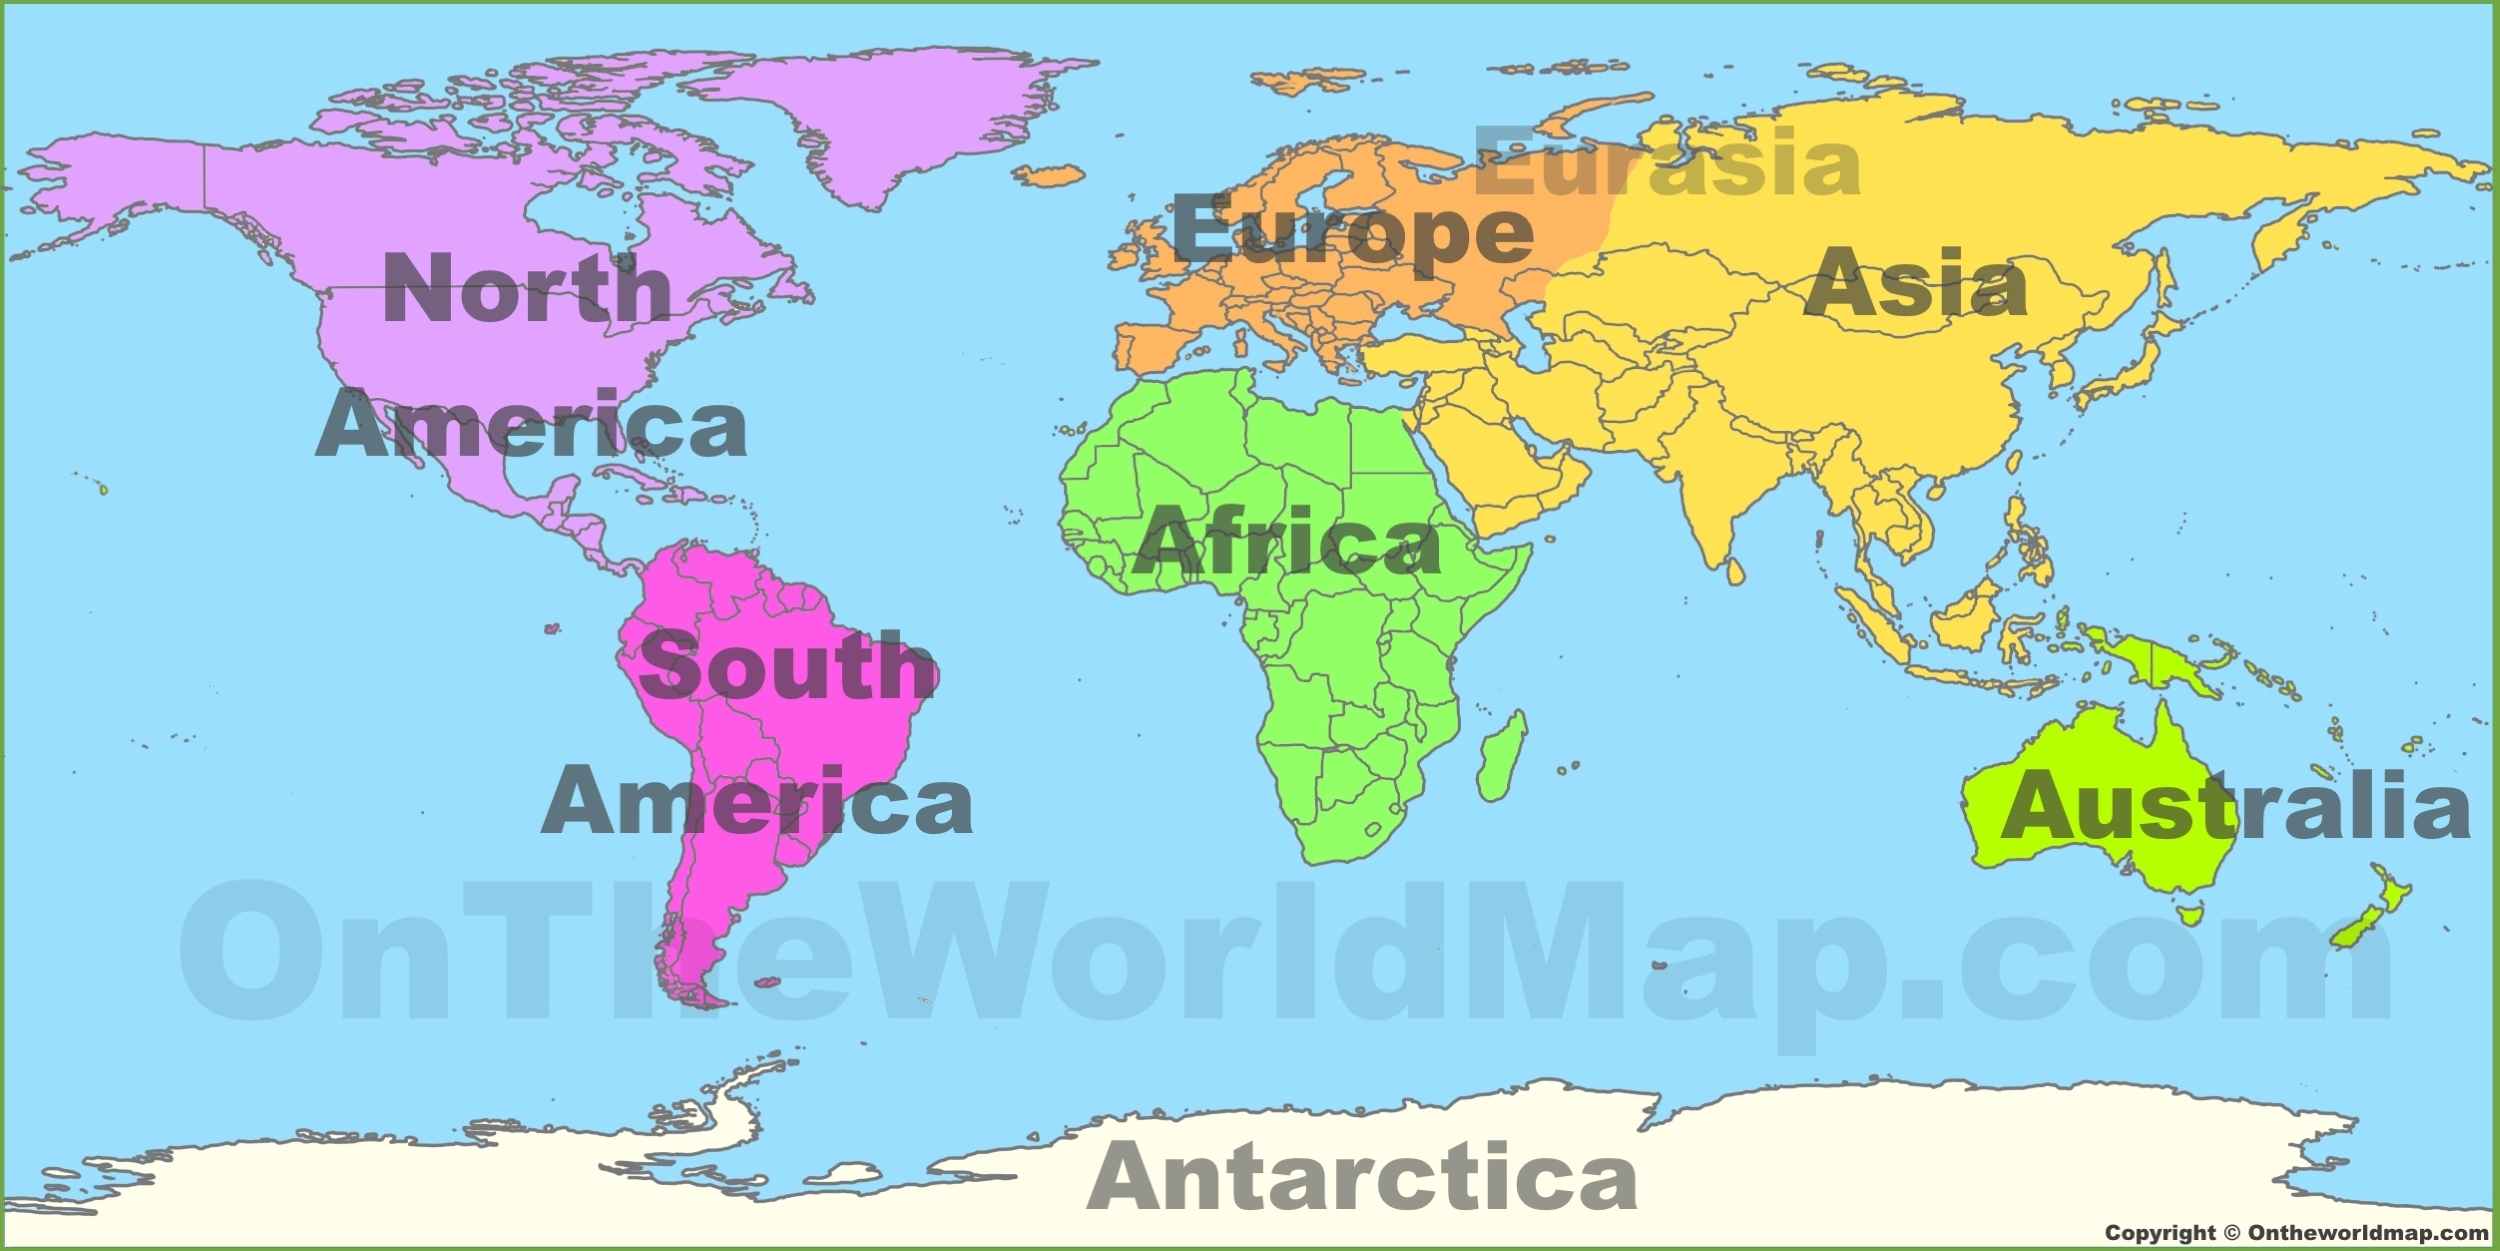 Eurasia
Europe
North
America
Asia
Africa
South
America
Australia
OnTheWorldMap.com
Antarctica
Copyright © Ontheworldmap.com